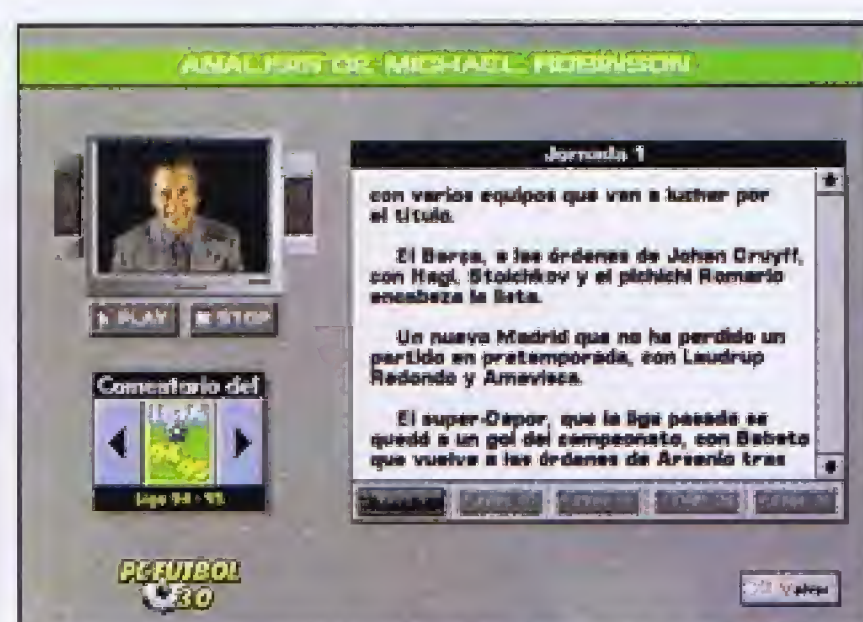 ANALISIS DE MICHAEL ROBINSON
Jornada 1
con varios equipos que van a luchar por
el título.
El Barça, a las órdenes de Johan Cruyff,
con Hagi, Stoichkov y el pichichi Romario
encabeza la lista.
Un nuevo Madrid que no ha perdido un
partido en pretemporada, con Laudrup
Redondo y Amavisca.
El super-Depor, que la liga pasada se
quedó a un gol del campeonato, con Bebeto
que vuelve a las órdenes de Arsenio tras
PLAY STOP
Comentario del
Liga 94 - 95
PC FUTBOL
3.0
Volver